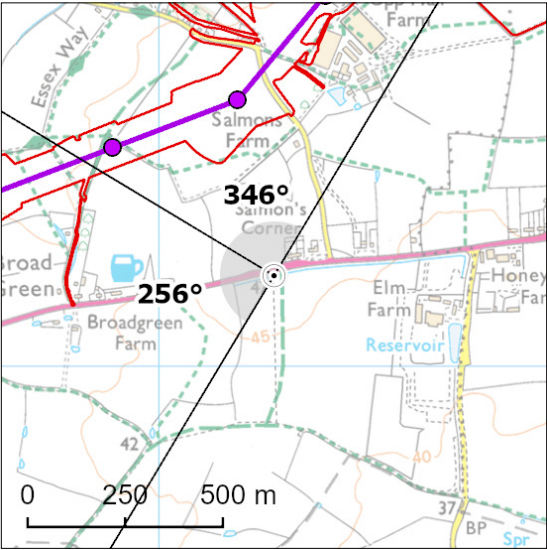 Farm
Essex Way
Salmons
Farm
346°
Salmon's
Corner
Broad
Green
256°
Elm
Farm
Honey
Far
Broadgreen
Farm
45
Reservoir
42
40
0 250 500 m
37
BP
Spr